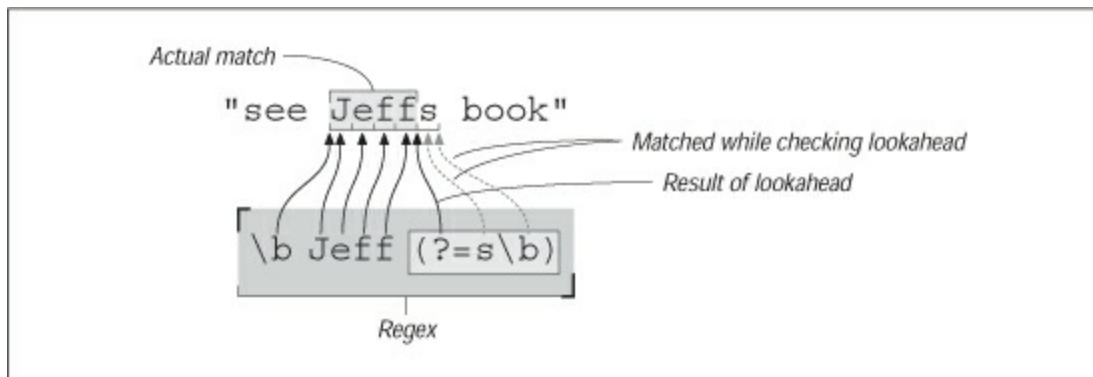 Actual match
"see Jeffs book"
Matched while checking lookahead
Result of lookahead
\b Jeff (?=s\b)
Regex